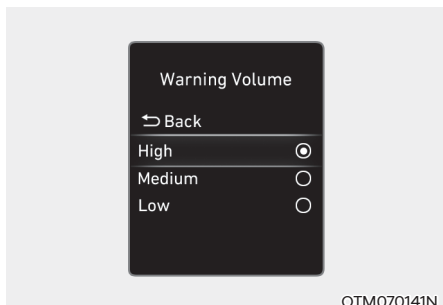 Warning Volume
Back
High
Medium
Low
OTM070141N